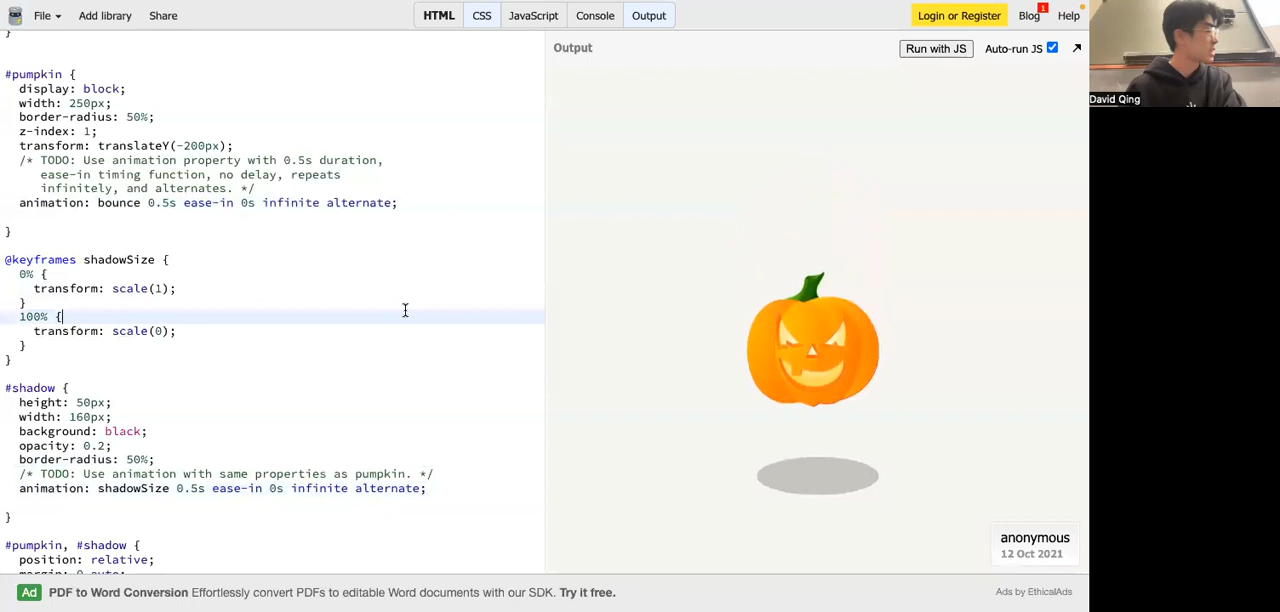 File
Add library
Share
HTML
CSS
JavaScript
Console
Output
Login or Register
Blog
1
Help
}
#pumpkin {
display: block;
width: 250px;
border-radius: 50%;
z-index: 1;
transform: translateY(-200px);
/* TODO: Use animation property with 0.5s duration,
ease-in timing function, no delay, repeats
infinitely, and alternates. */
animation: bounce 0.5s ease-in 0s infinite alternate;
}
@keyframes shadowSize {
0% {
transform: scale(1);
}
100% {
transform: scale(0);
}
}
#shadow {
height: 50px;
width: 160px;
background: black;
opacity: 0.2;
border-radius: 50%;
/* TODO: Use animation with same properties as pumpkin. */
animation: shadowSize 0.5s ease-in 0s infinite alternate;
}
#pumpkin, #shadow {
position: relative;
margin: 0 auto;
Output
Run with JS
Auto-run JS
anonymous
12 Oct 2021
David Qing
Ad PDF to Word Conversion Effortlessly convert PDFs to editable Word documents with our SDK. Try it free.
Ads by EthicalAds